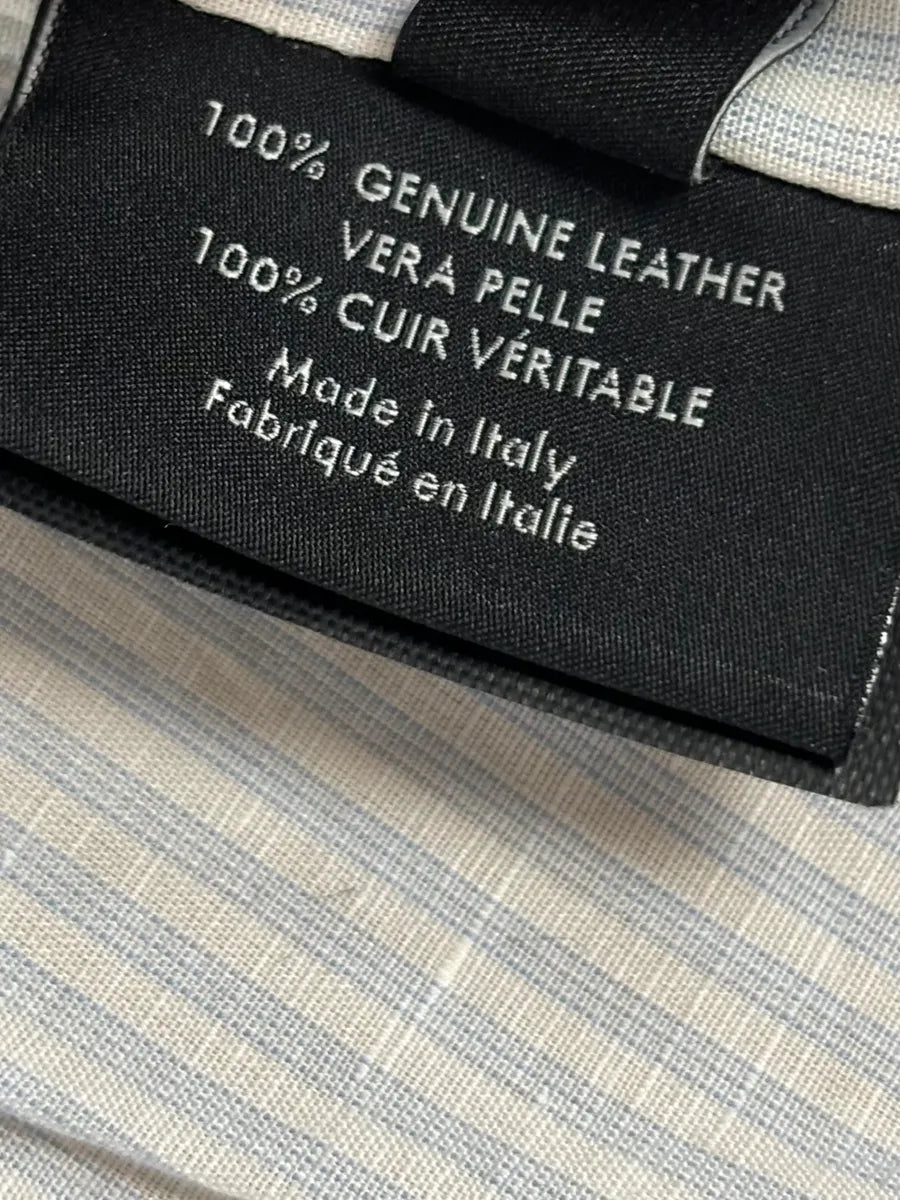 100% GENUINE LEATHER
VERA PELLE
100% CUIR VÉRITABLE
Made in Italy
Fabriqué en Italie